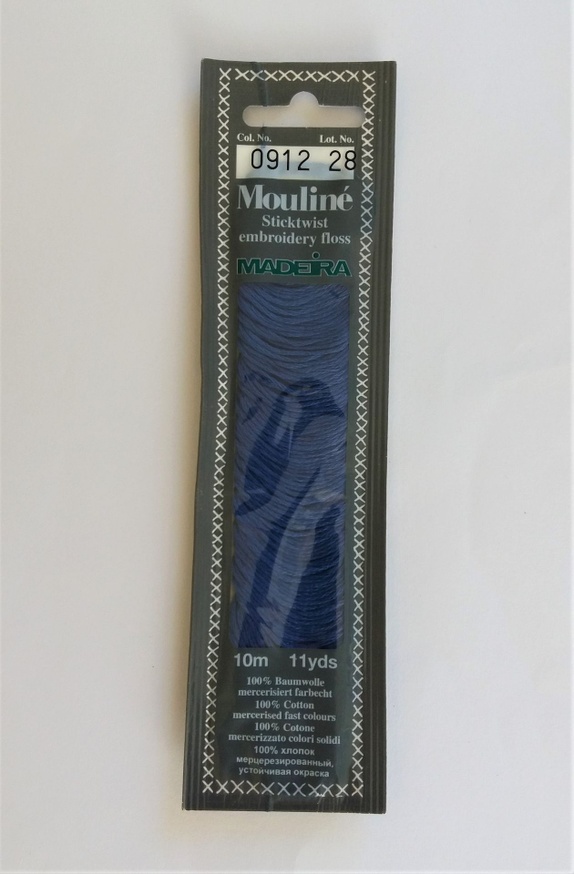 Col. No. Lot. No.
0912 28
Mouliné
Sticktwist
embroidery floss
MADEIRA
10m 11yds
100% Baumwolle
mercerisiert farbecht
100% Cotton
mercerised fast colours
100% Cotone
mercerizzato colori solidi
100% хлопок
мерцерезированный,
устойчивая окраска